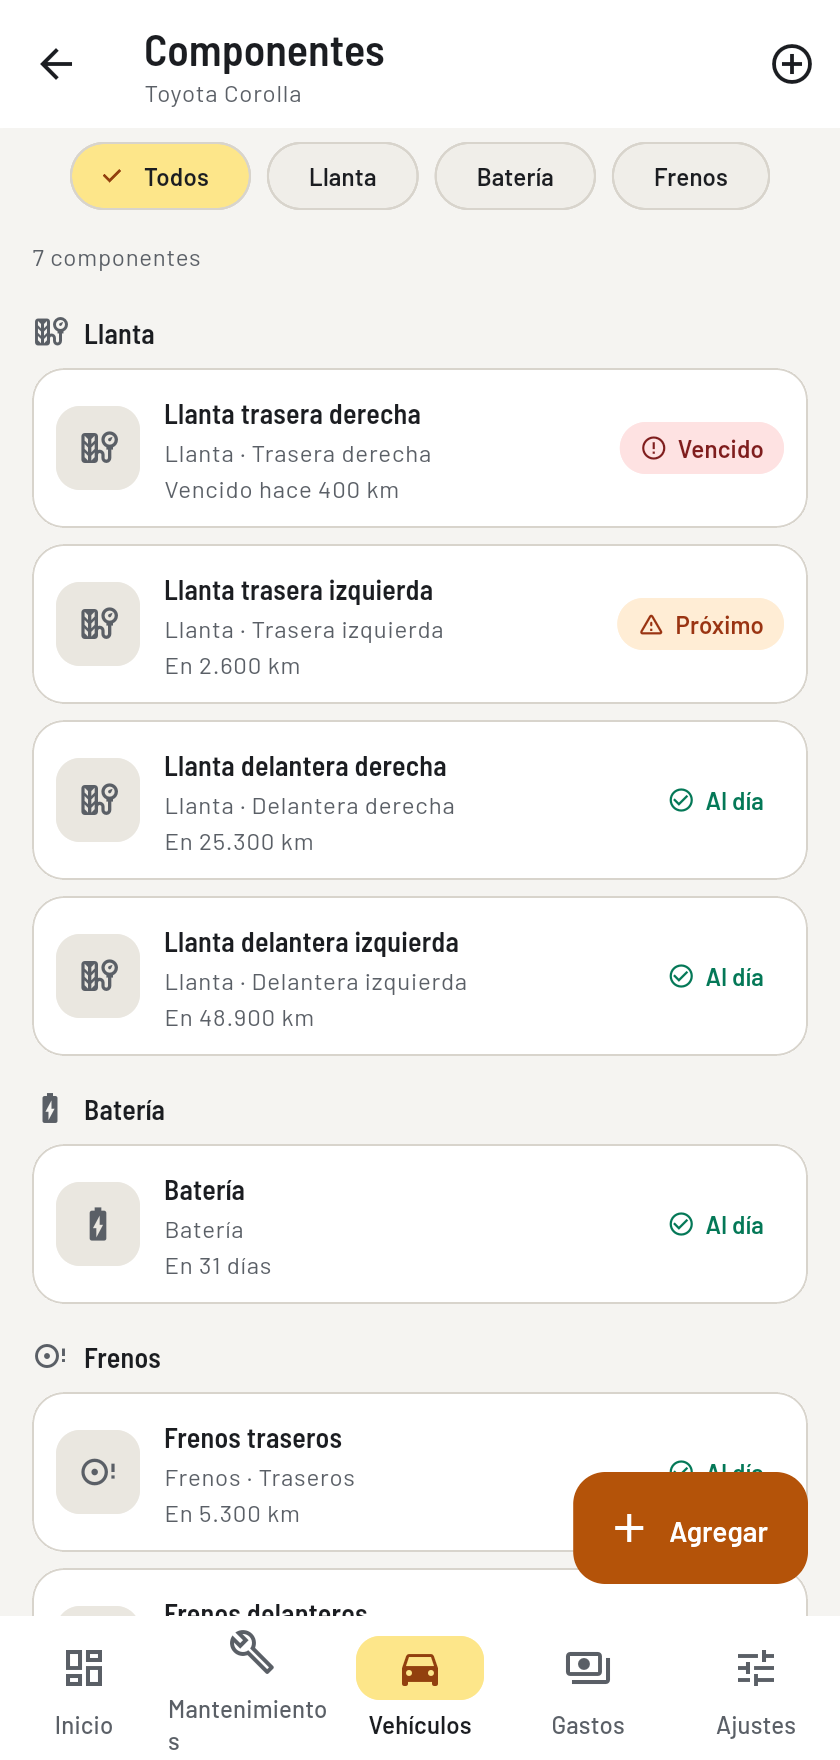 Componentes
Toyota Corolla
Todos
Llanta
Batería
Frenos
7 componentes
Llanta
Llanta trasera derecha
Llanta · Trasera derecha
Vencido hace 400 km
Vencido
Llanta trasera izquierda
Llanta · Trasera izquierda
En 2.600 km
Próximo
Llanta delantera derecha
Llanta · Delantera derecha
En 25.300 km
Al día
Llanta delantera izquierda
Llanta · Delantera izquierda
En 48.900 km
Al día
Batería
Batería
Batería
En 31 días
Al día
Frenos
Frenos traseros
Frenos · Traseros
En 5.300 km
Al día
Agregar
Frenos delanteros
Inicio
Mantenimiento
s
Vehículos
Gastos
Ajustes